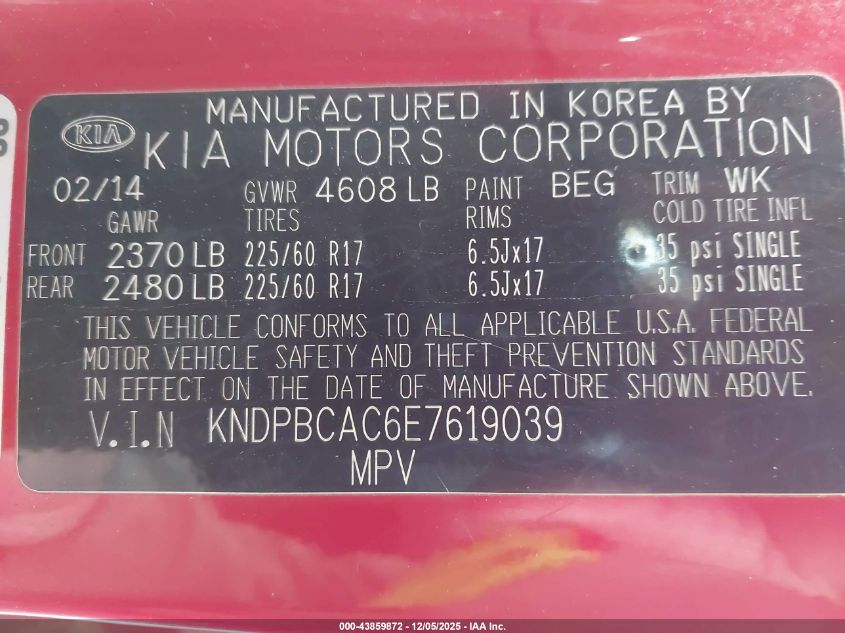 MANUFACTURED IN KOREA BY
KIA KIA MOTORS CORPORATION
02/14 GVWR 4608 LB PAINT BEG TRIM WK
GAWR TIRES RIMS COLD TIRE INFL
FRONT 2370 LB 225/60 R17 6.5Jx17 35 psi SINGLE
REAR 2480 LB 225/60 R17 6.5Jx17 35 psi SINGLE
THIS VEHICLE CONFORMS TO ALL APPLICABLE U.S.A. FEDERAL
MOTOR VEHICLE SAFETY AND THEFT PREVENTION STANDARDS
IN EFFECT ON THE DATE OF MANUFACTURE SHOWN ABOVE.
V.I.N KNDPBCAC6E7619039
MPV
000-43859872 - 12/05/2025 - IAA Inc.